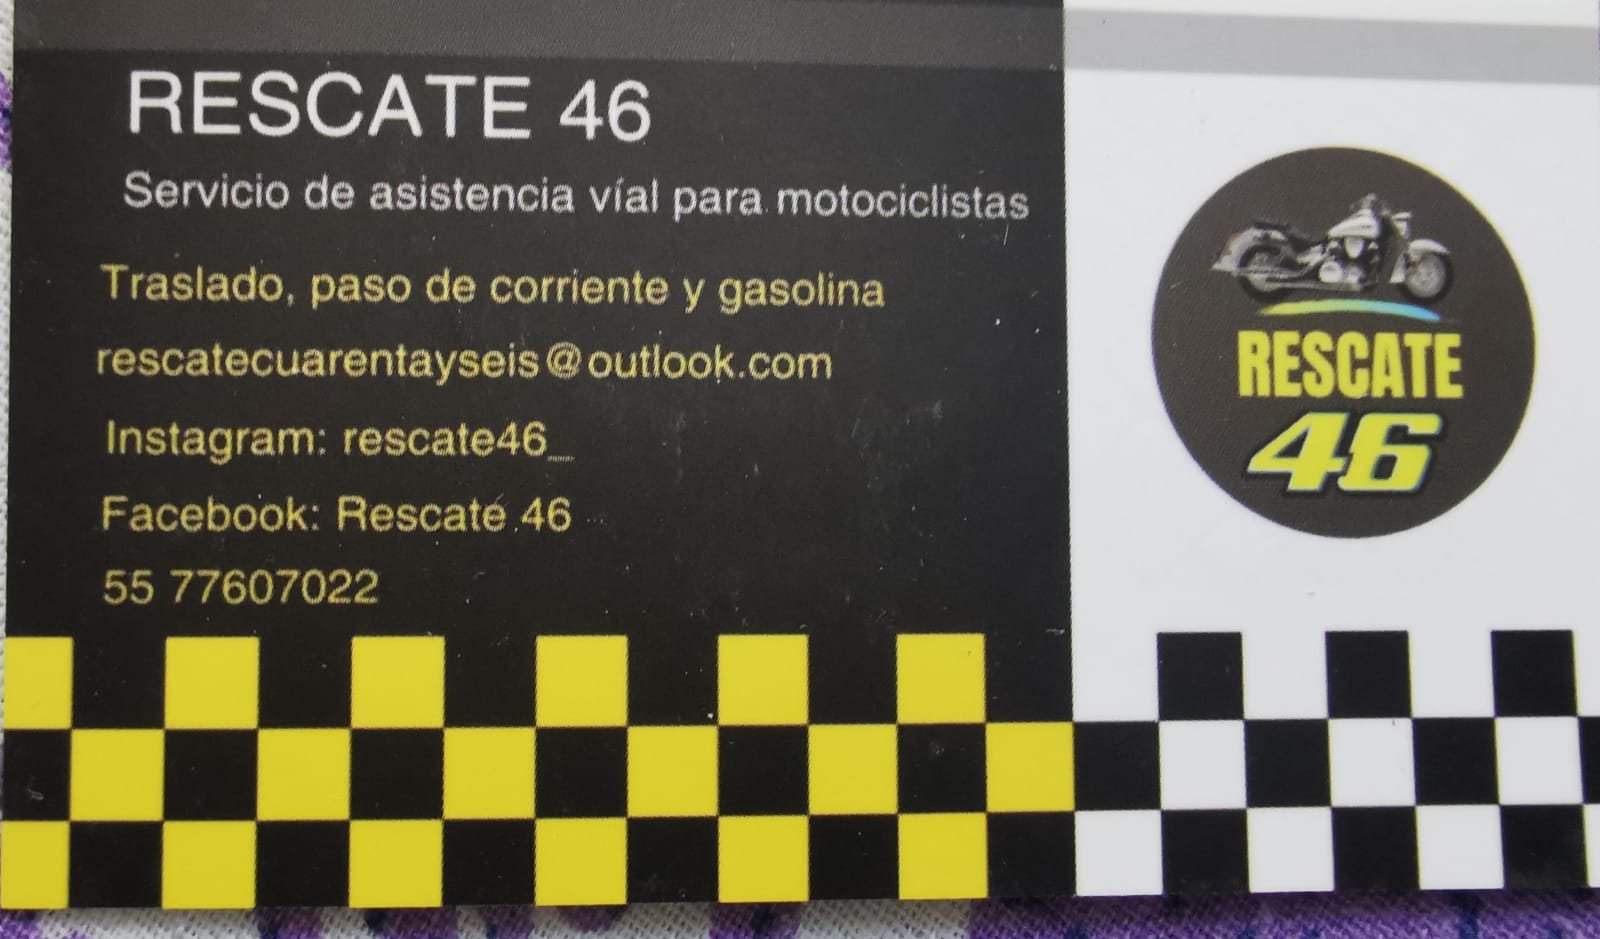 RESCATE 46
Servicio de asistencia víal para motociclistas
Traslado, paso de corriente y gasolina
rescatecuarentayseis@outlook.com
Instagram: rescate46_
Facebook: Rescate 46
55 77607022
RESCATE
46